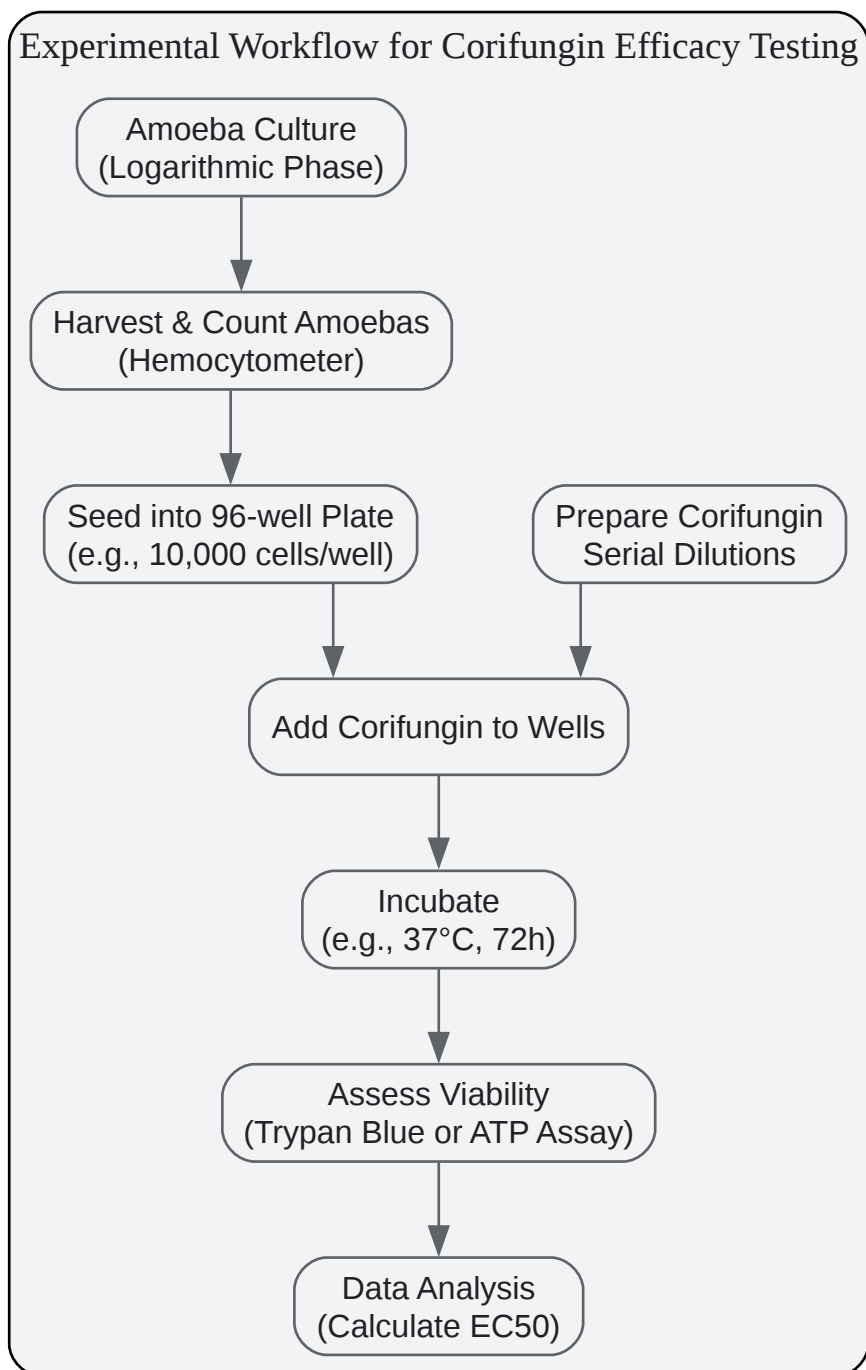 Experimental Workflow for Corifungin Efficacy Testing
Amoeba Culture
(Logarithmic Phase)
Harvest & Count Amoebas
(Hemocytometer)
Seed into 96-well Plate
(e.g., 10,000 cells/well)
Prepare Corifungin
Serial Dilutions
Add Corifungin to Wells
Incubate
(e.g., 37°C, 72h)
Assess Viability
(Trypan Blue or ATP Assay)
Data Analysis
(Calculate EC50)